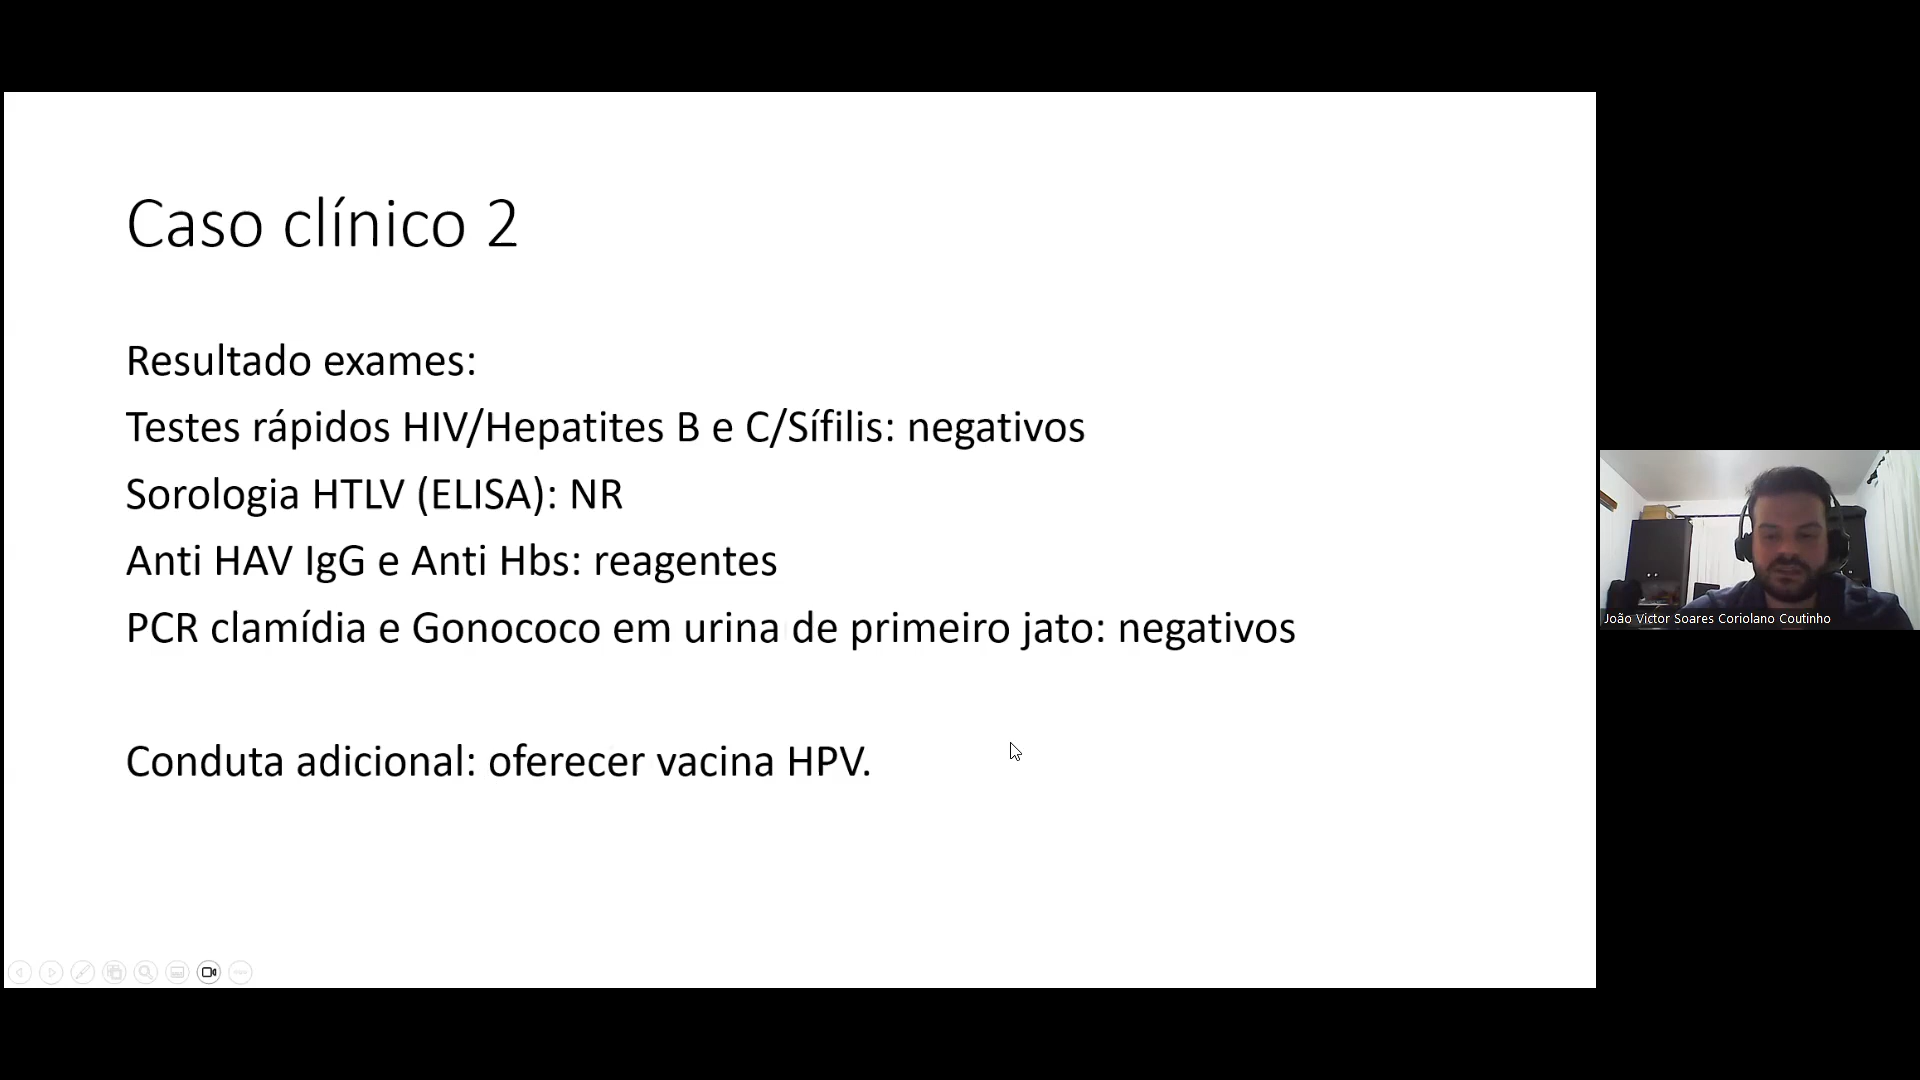 Caso clínico 2
Resultado exames:
Testes rápidos HIV/Hepatites B e C/Sífilis: negativos
Sorologia HTLV (ELISA): NR
Anti HAV IgG e Anti Hbs: reagentes
PCR clamídia e Gonococo em urina de primeiro jato: negativos
Conduta adicional: oferecer vacina HPV.
João Victor Soares Coriolano Coutinho